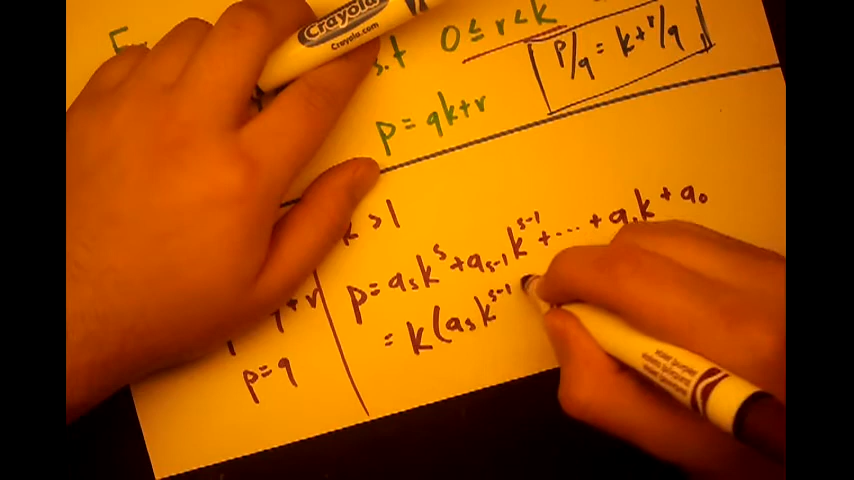 Crayola
Crayola.com
s.t 0 ≤ r < k
p/q = k + r/q
p = qk + r
k > 1
p = a_s k^s + a_{s-1} k^{s-1} + ... + a_1 k + a_0
= k(a_s k^{s-1}
+ r
p = q